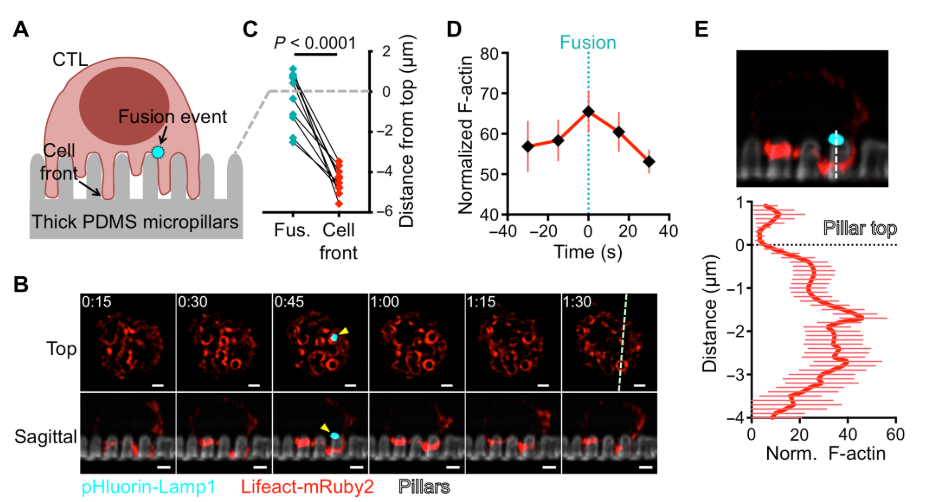 A
CTL
Fusion event
Cell
front
Thick PDMS micropillars
C
P < 0.0001
2
0
−2
−4
−6
Distance from top (μm)
Fus.
Cell
front
D
Fusion
Normalized F-actin
80
70
60
50
40
−40
−20
0
20
40
Time (s)
E
1
0
−1
−2
−3
−4
Distance (μm)
Pillar top
0
20
40
60
Norm. F-actin
B
0:15
0:30
0:45
1:00
1:15
1:30
Top
Sagittal
pHluorin-Lamp1
Lifeact-mRuby2
Pillars